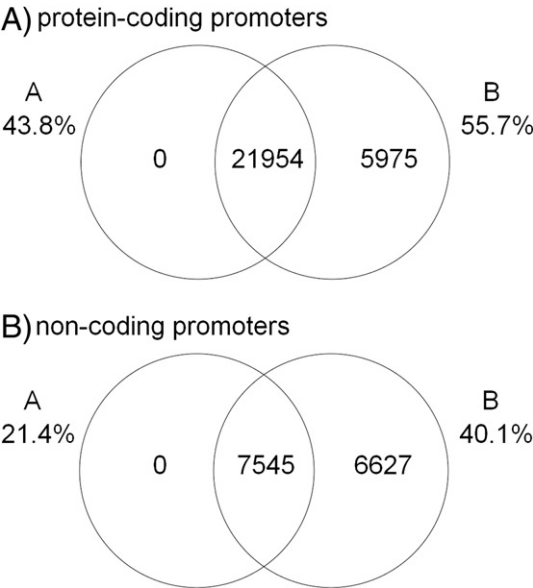 A) protein-coding promoters
A
43.8%
B
55.7%
0
21954
5975
B) non-coding promoters
A
21.4%
B
40.1%
0
7545
6627